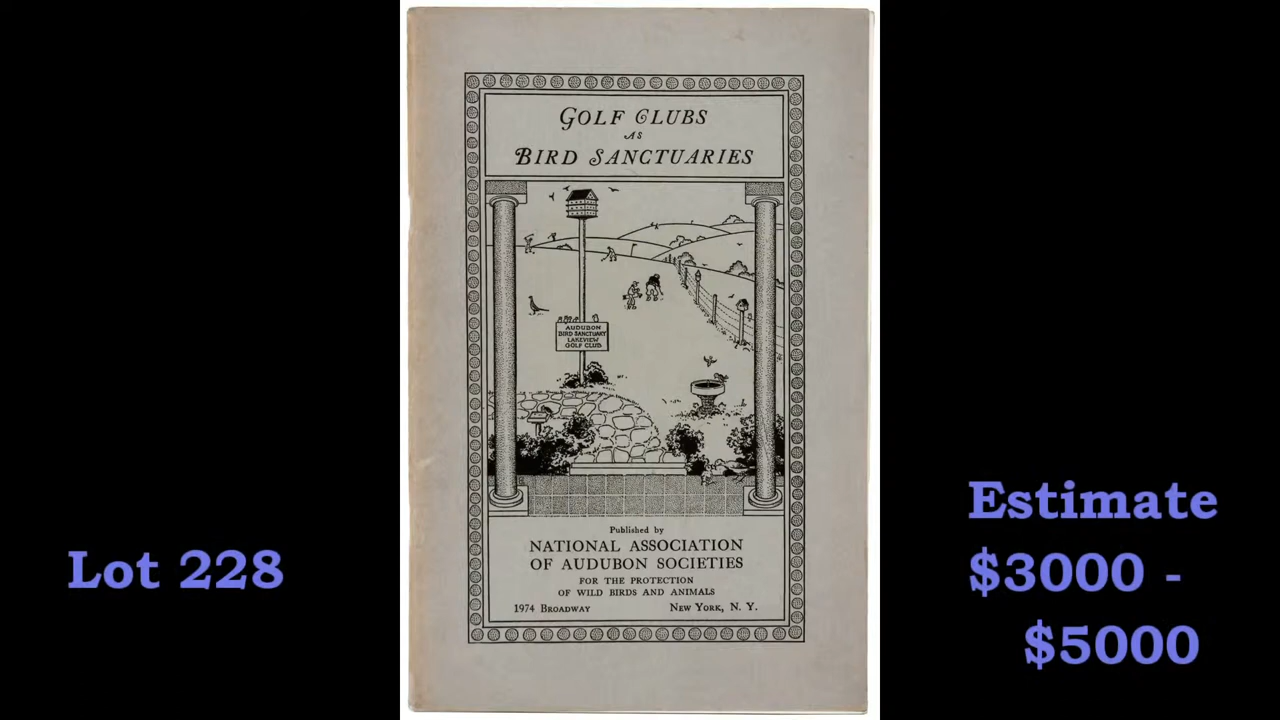 GOLF CLUBS
AS
BIRD SANCTUARIES
AUDUBON
BIRD SANCTUARY
LAKEVIEW
GOLF CLUB
Published by
NATIONAL ASSOCIATION
OF AUDUBON SOCIETIES
FOR THE PROTECTION
OF WILD BIRDS AND ANIMALS
1974 BROADWAY NEW YORK, N. Y.
Lot 228
Estimate
$3000 -
$5000